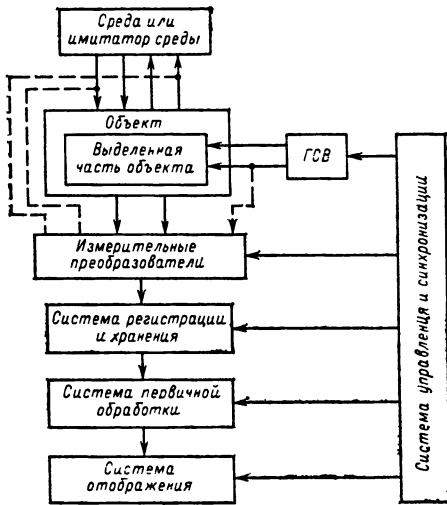 Среда или
имитатор среды
Объект
Выделенная
часть объекта
ГСВ
Измерительные
преобразователи
Система регистрации
и хранения
Система первичной
обработки
Система
отображения
Система управления и синхронизации